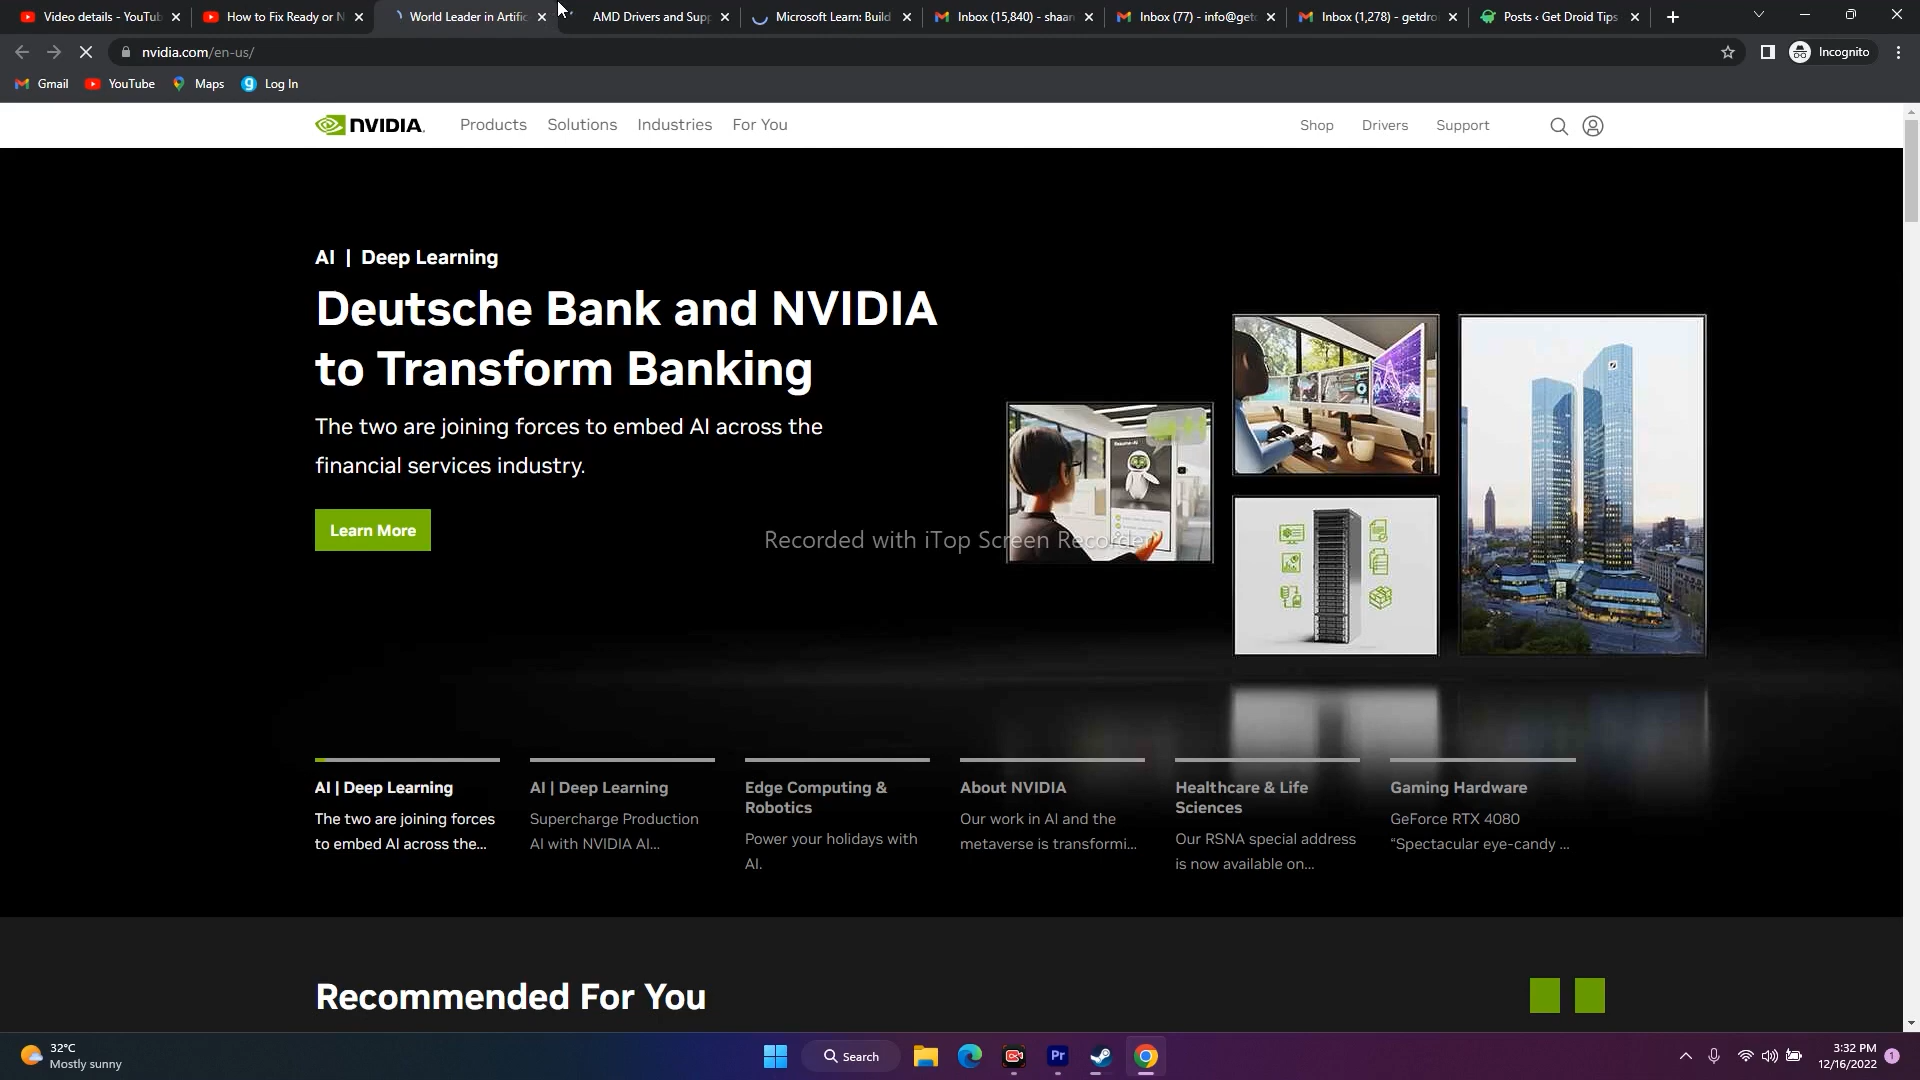 Video details - YouTub
How to Fix Ready or N
World Leader in Artific
AMD Drivers and Supp
Microsoft Learn: Build
Inbox (15,840) - shaan
Inbox (77) - info@getd
Inbox (1,278) - getdroi
Posts ‹ Get Droid Tips
nvidia.com/en-us/
Incognito
Gmail
YouTube
Maps
Log In
NVIDIA.
Products
Solutions
Industries
For You
Shop
Drivers
Support
AI | Deep Learning
Deutsche Bank and NVIDIA
to Transform Banking
The two are joining forces to embed AI across the
financial services industry.
Learn More
Recorded with iTop Screen Recorder
AI | Deep Learning
The two are joining forces
to embed AI across the...
AI | Deep Learning
Supercharge Production
AI with NVIDIA AI...
Edge Computing &
Robotics
Power your holidays with
AI.
About NVIDIA
Our work in AI and the
metaverse is transformi...
Healthcare & Life
Sciences
Our RSNA special address
is now available on...
Gaming Hardware
GeForce RTX 4080
“Spectacular eye-candy ...
Recommended For You
32°C
Mostly sunny
Search
Pr
3:32 PM
12/16/2022
1